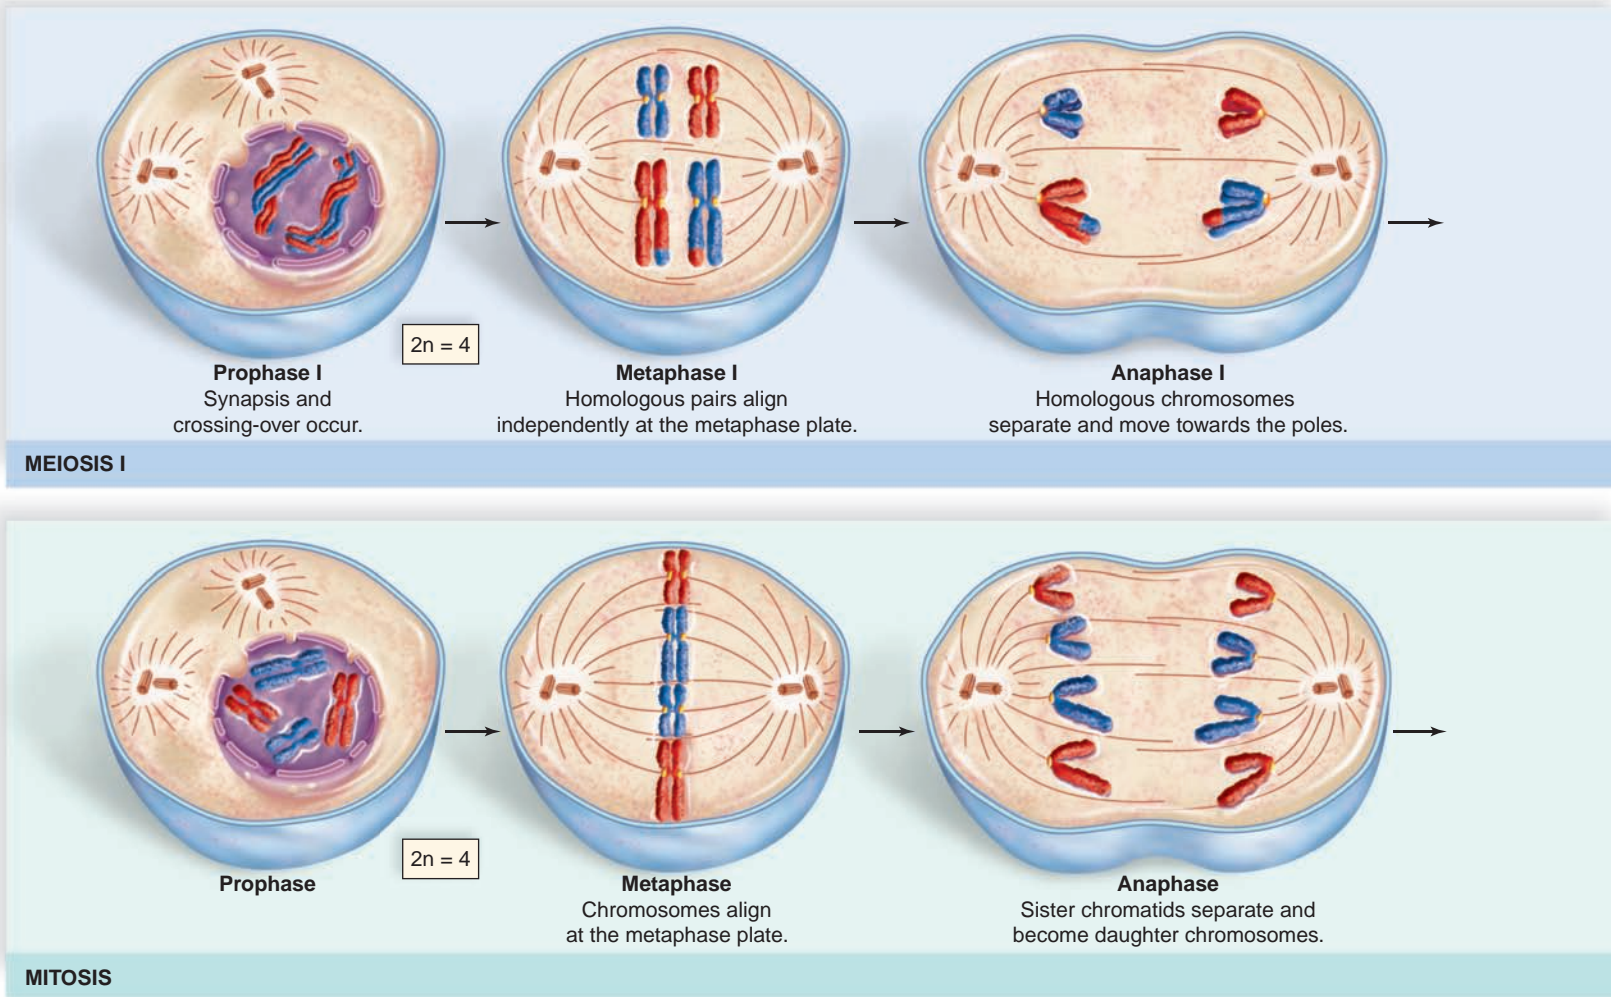 2n = 4
Prophase I
Synapsis and
crossing-over occur.
Metaphase I
Homologous pairs align
independently at the metaphase plate.
Anaphase I
Homologous chromosomes
separate and move towards the poles.
MEIOSIS I
2n = 4
Prophase
Metaphase
Chromosomes align
at the metaphase plate.
Anaphase
Sister chromatids separate and
become daughter chromosomes.
MITOSIS